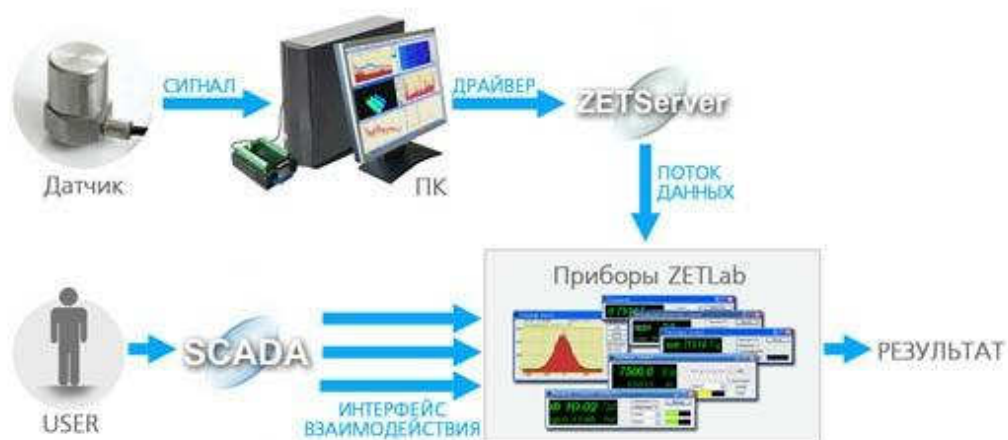 СИГНАЛ
ДРАЙВЕР
ZETServer
Датчик
ПК
ПОТОК
ДАННЫХ
Приборы ZETLab
SCADA
РЕЗУЛЬТАТ
USER
ИНТЕРФЕЙС
ВЗАИМОДЕЙСТВИЯ